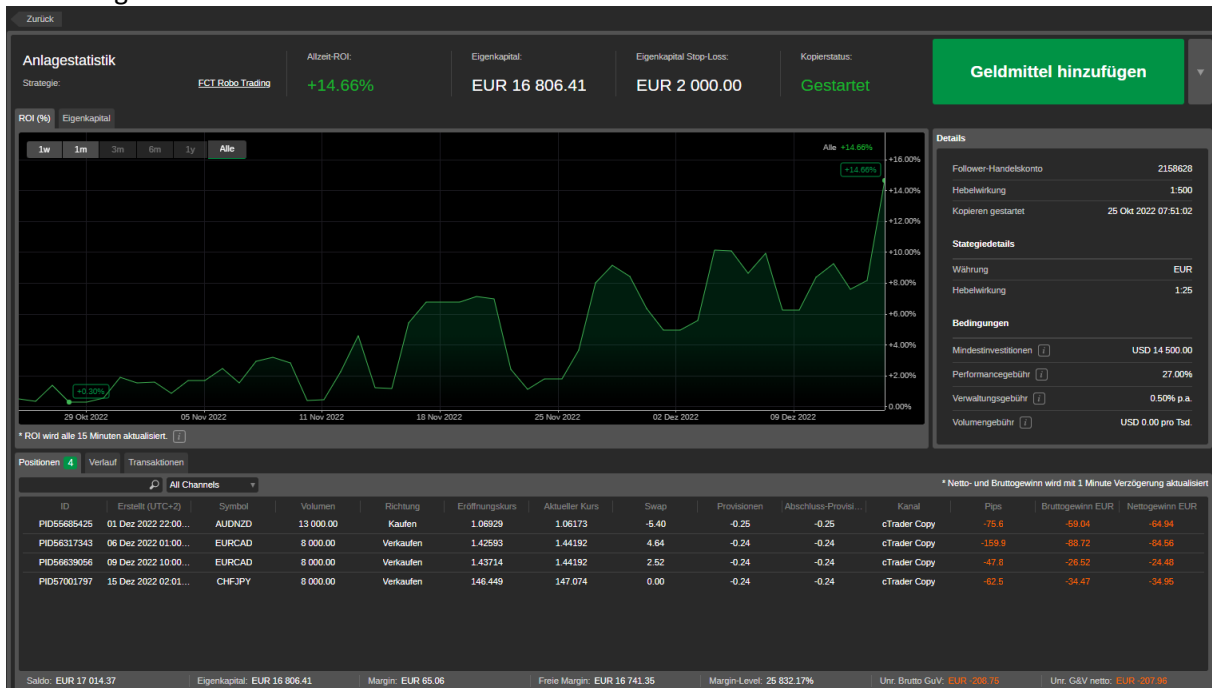 Zurück
Anlagestatistik
Strategie: FCT Robo Trading
Allzeit-ROI:
+14.66%
Eigenkapital:
EUR 16 806.41
Eigenkapital Stop-Loss:
EUR 2 000.00
Kopierstatus:
Gestartet
Geldmittel hinzufügen
ROI (%) Eigenkapital
1w 1m 3m 6m 1y Alle
Alle +14.66%
+14.66%
+16.00%
+14.00%
+12.00%
+10.00%
+8.00%
+6.00%
+4.00%
+2.00%
0.00%
+0.30%
29 Okt 2022 05 Nov 2022 11 Nov 2022 18 Nov 2022 25 Nov 2022 02 Dez 2022 09 Dez 2022
* ROI wird alle 15 Minuten aktualisiert. i
Details
Follower-Handelskonto 2158628
Hebelwirkung 1:500
Kopieren gestartet 25 Okt 2022 07:51:02
Stategiedetails
Währung EUR
Hebelwirkung 1:25
Bedingungen
Mindestinvestitionen i USD 14 500.00
Performancegebühr i 27.00%
Verwaltungsgebühr i 0.50% p.a.
Volumengebühr i USD 0.00 pro Tsd.
Positionen 4 Verlauf Transaktionen
All Channels
* Netto- und Bruttogewinn wird mit 1 Minute Verzögerung aktualisiert
ID Erstellt (UTC+2) Symbol Volumen Richtung Eröffnungskurs Aktueller Kurs Swap Provisionen Abschluss-Provisi... Kanal Pips Bruttogewinn EUR Nettogewinn EUR
PID55685425 01 Dez 2022 22:00... AUDNZD 13 000.00 Kaufen 1.06929 1.06173 -5.40 -0.25 -0.25 cTrader Copy -75.6 -59.04 -64.94
PID56317343 06 Dez 2022 01:00... EURCAD 8 000.00 Verkaufen 1.42593 1.44192 4.64 -0.24 -0.24 cTrader Copy -159.9 -88.72 -84.56
PID56639056 09 Dez 2022 10:00... EURCAD 8 000.00 Verkaufen 1.43714 1.44192 2.52 -0.24 -0.24 cTrader Copy -47.8 -26.52 -24.48
PID57001797 15 Dez 2022 02:01... CHFJPY 8 000.00 Verkaufen 146.449 147.074 0.00 -0.24 -0.24 cTrader Copy -62.5 -34.47 -34.95
Saldo: EUR 17 014.37 Eigenkapital: EUR 16 806.41 Margin: EUR 65.06 Freie Margin: EUR 16 741.35 Margin-Level: 25 832.17% Unr. Brutto GuV: EUR -208.75 Unr. G&V netto: EUR -207.96